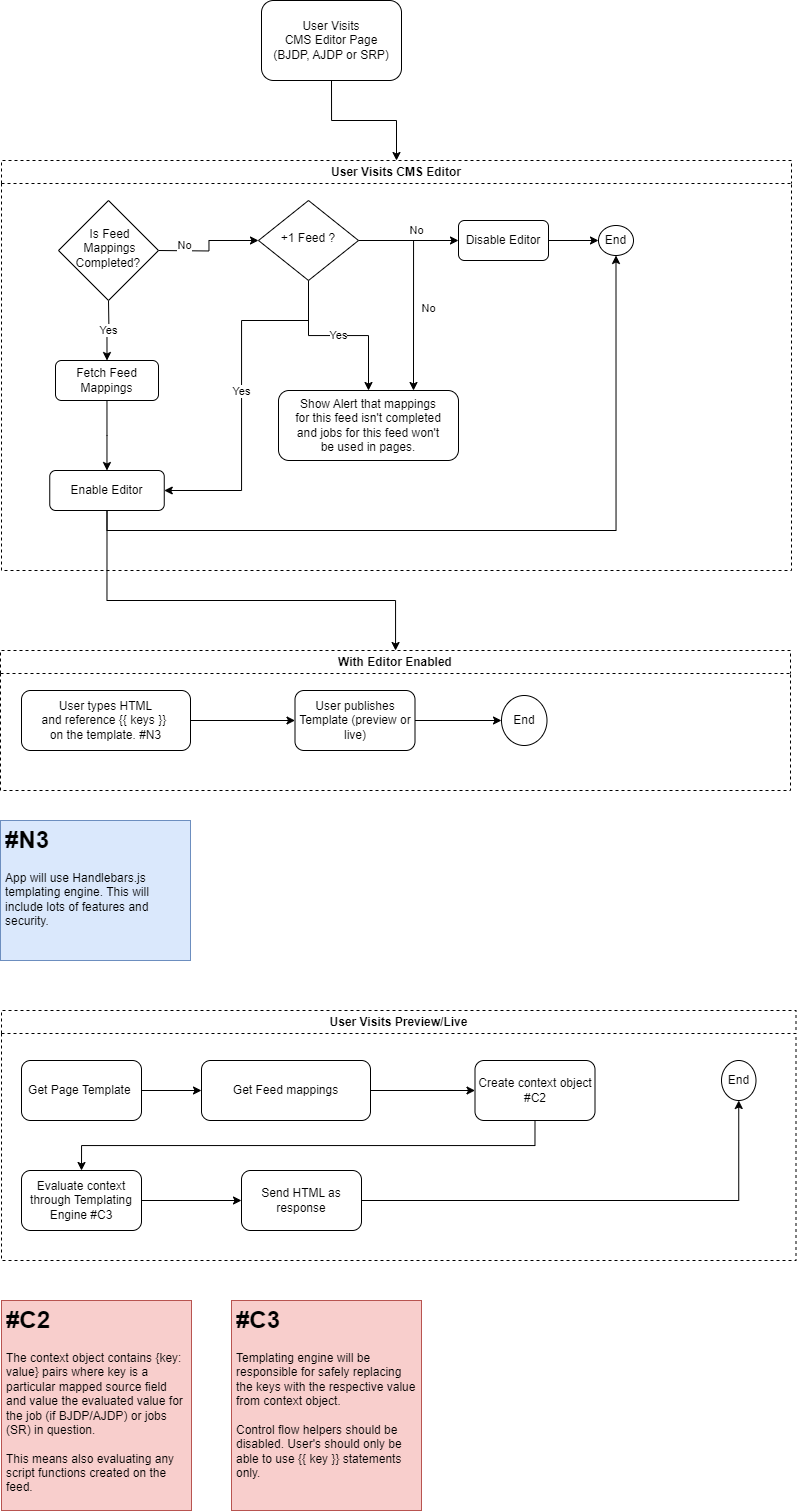 User Visits
CMS Editor Page
(BJDP, AJDP or SRP)
User Visits CMS Editor
Is Feed
Mappings
Completed?
No
+1 Feed ?
No
Disable Editor
End
No
Yes
Yes
Yes
Fetch Feed
Mappings
Show Alert that mappings
for this feed isn't completed
and jobs for this feed won't
be used in pages.
Enable Editor
With Editor Enabled
User types HTML
and reference {{ keys }}
on the template. #N3
User publishes
Template (preview or
live)
End
#N3
App will use Handlebars.js
templating engine. This will
include lots of features and
security.
User Visits Preview/Live
Get Page Template
Get Feed mappings
Create context object
#C2
End
Evaluate context
through Templating
Engine #C3
Send HTML as
response
#C2
The context object contains {key:
value} pairs where key is a
particular mapped source field
and value the evaluated value for
the job (if BJDP/AJDP) or jobs
(SR) in question.
This means also evaluating any
script functions created on the
feed.
#C3
Templating engine will be
responsible for safely replacing
the keys with the respective value
from context object.
Control flow helpers should be
disabled. User's should only be
able to use {{ key }} statements
only.